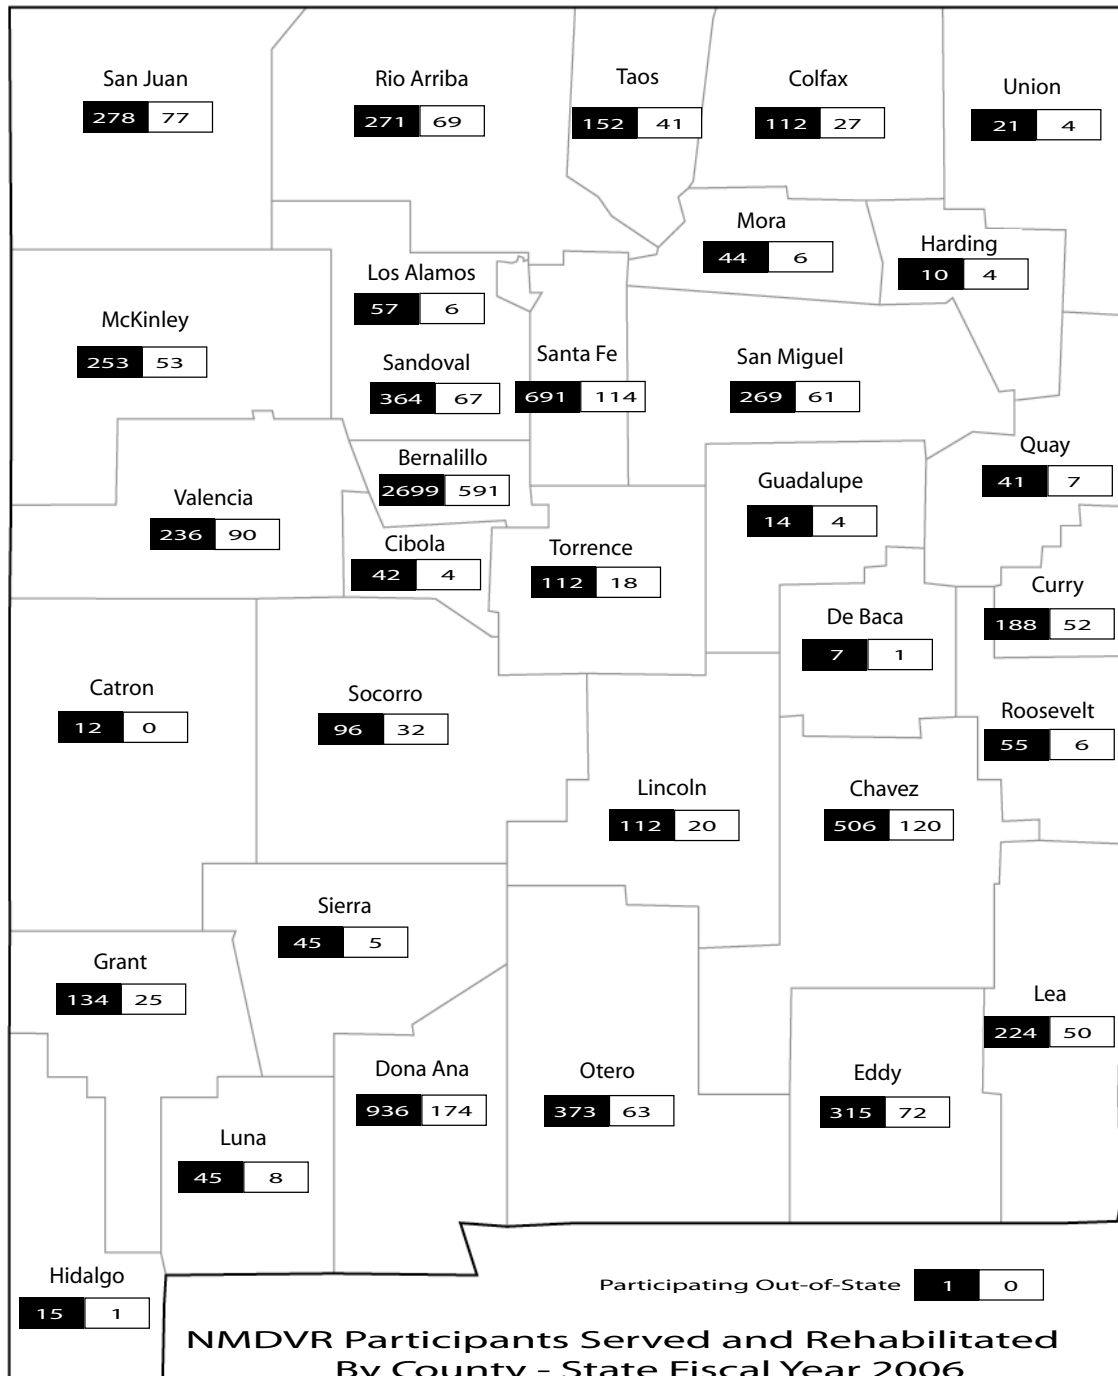 San Juan
278 77
Rio Arriba
271 69
Taos
152 41
Colfax
112 27
Union
21 4
Mora
44 6
Harding
10 4
Los Alamos
57 6
McKinley
253 53
Sandoval
364 67
Santa Fe
691 114
San Miguel
269 61
Quay
41 7
Bernalillo
2699 591
Guadalupe
14 4
Valencia
236 90
Cibola
42 4
Torrence
112 18
Curry
188 52
De Baca
7 1
Catron
12 0
Socorro
96 32
Roosevelt
55 6
Lincoln
112 20
Chavez
506 120
Sierra
45 5
Grant
134 25
Lea
224 50
Dona Ana
936 174
Otero
373 63
Eddy
315 72
Luna
45 8
Hidalgo
15 1
Participating Out-of-State 1 0
NMDVR Participants Served and Rehabilitated
By County - State Fiscal Year 2006